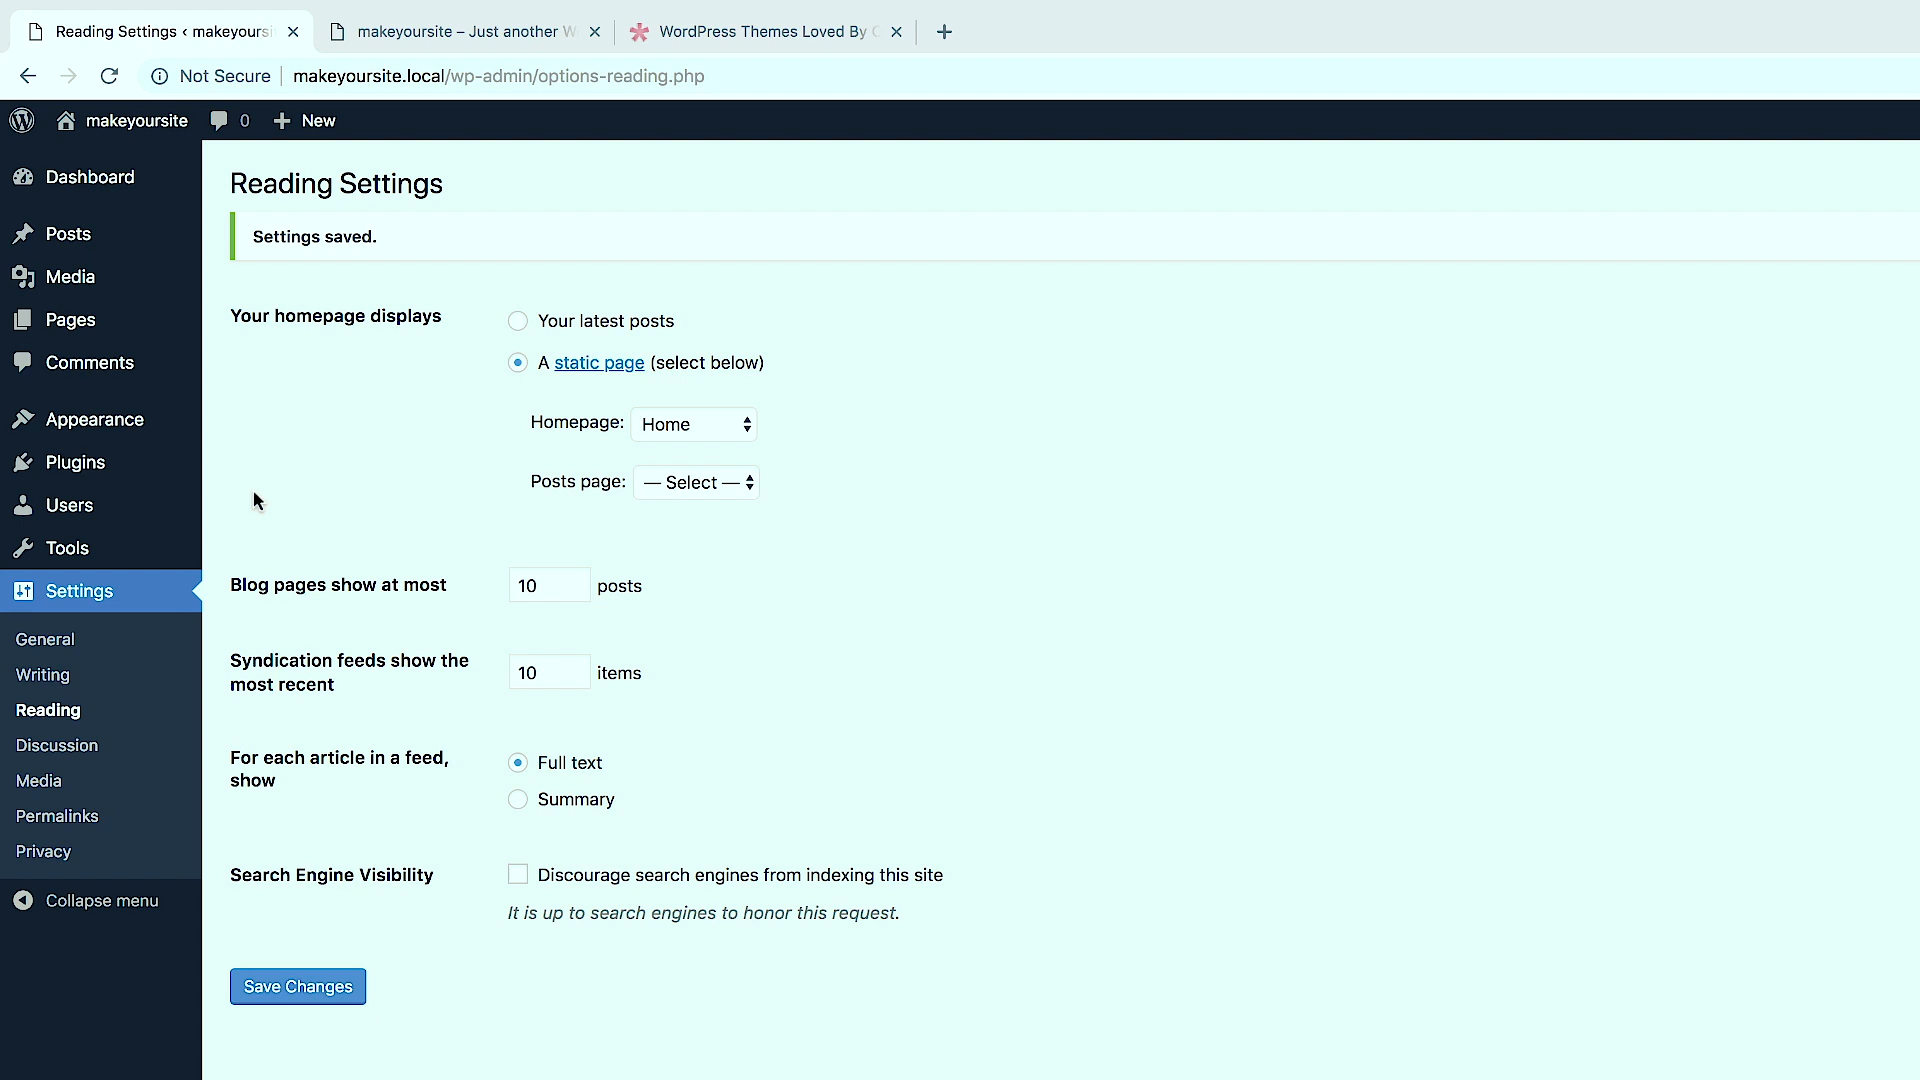 Reading Settings ‹ makeyoursi
makeyoursite – Just another W
WordPress Themes Loved By C
Not Secure
makeyoursite.local/wp-admin/options-reading.php
makeyoursite
0
New
Dashboard
Posts
Media
Pages
Comments
Appearance
Plugins
Users
Tools
Settings
General
Writing
Reading
Discussion
Media
Permalinks
Privacy
Collapse menu
Reading Settings
Settings saved.
Your homepage displays
Your latest posts
A static page (select below)
Homepage: Home
Posts page: — Select —
Blog pages show at most
10 posts
Syndication feeds show the
most recent
10 items
For each article in a feed,
show
Full text
Summary
Search Engine Visibility
Discourage search engines from indexing this site
It is up to search engines to honor this request.
Save Changes